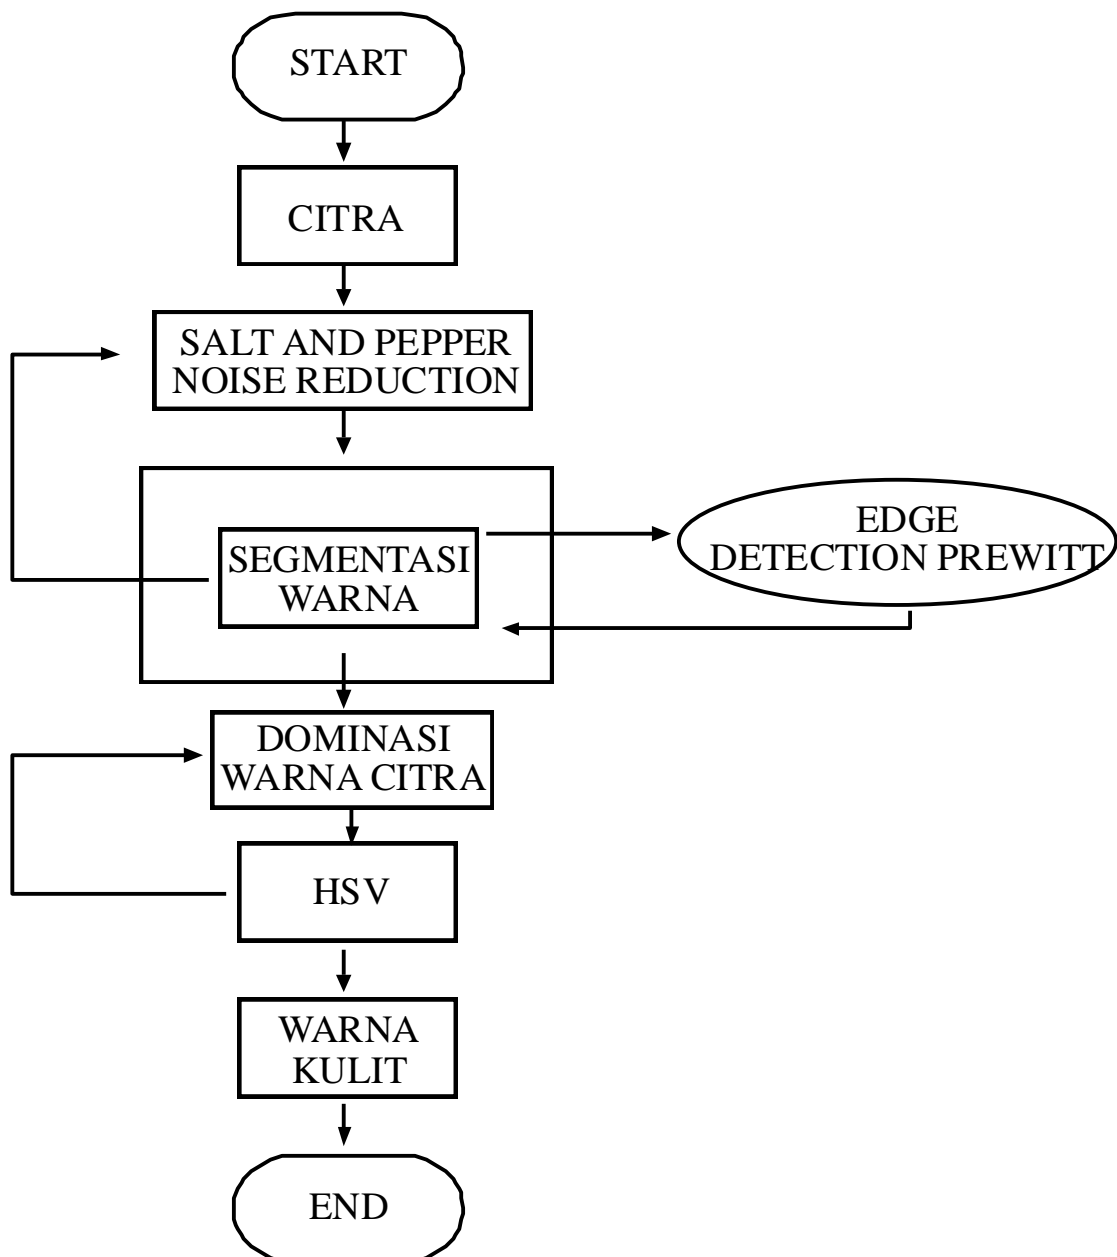 START
CITRA
SALT AND PEPPER
NOISE REDUCTION
SEGMENTASI
WARNA
EDGE
DETECTION PREWITT
DOMINASI
WARNA CITRA
HSV
WARNA
KULIT
END